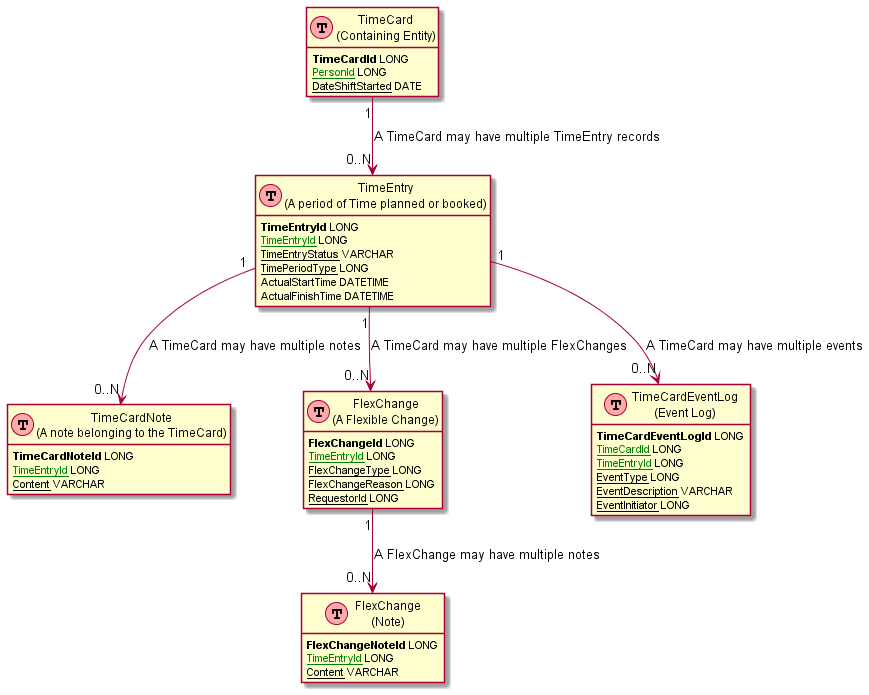 T
TimeCard
(Containing Entity)
TimeCardId LONG
PersonId LONG
DateShiftStarted DATE
1
A TimeCard may have multiple TimeEntry records
0..N
T
TimeEntry
(A period of Time planned or booked)
TimeEntryId LONG
TimeEntryId LONG
TimeEntryStatus VARCHAR
TimePeriodType LONG
ActualStartTime DATETIME
ActualFinishTime DATETIME
1
1
1
A TimeCard may have multiple notes
A TimeCard may have multiple FlexChanges
A TimeCard may have multiple events
0..N
0..N
0..N
T
TimeCardNote
(A note belonging to the TimeCard)
TimeCardNoteId LONG
TimeEntryId LONG
Content VARCHAR
T
FlexChange
(A Flexible Change)
FlexChangeId LONG
TimeEntryId LONG
FlexChangeType LONG
FlexChangeReason LONG
RequestorId LONG
T
TimeCardEventLog
(Event Log)
TimeCardEventLogId LONG
TimeCardId LONG
TimeEntryId LONG
EventType LONG
EventDescription VARCHAR
EventInitiator LONG
1
A FlexChange may have multiple notes
0..N
T
FlexChange
(Note)
FlexChangeNoteId LONG
TimeEntryId LONG
Content VARCHAR